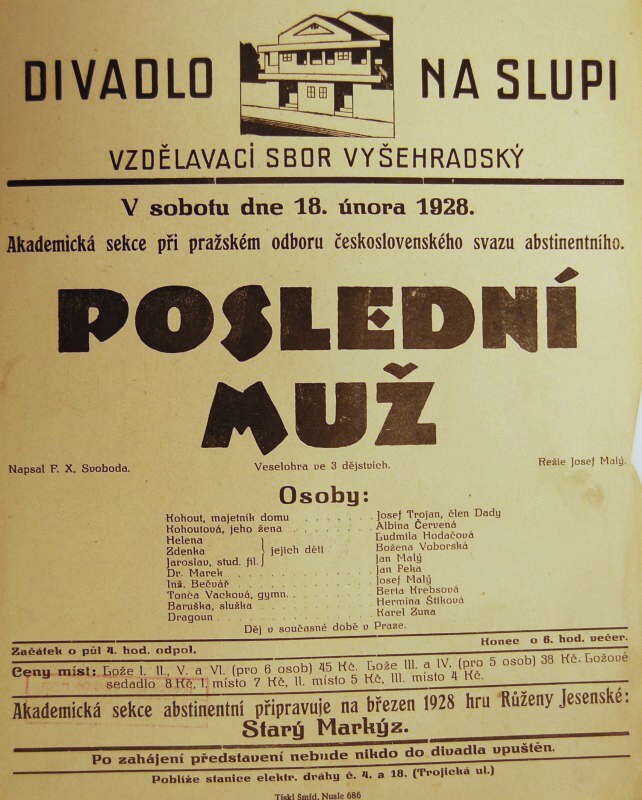 DIVADLO NA SLUPI
VZDĚLAVACÍ SBOR VYŠEHRADSKÝ
V sobotu dne 18. února 1928.
Akademická sekce při pražském odboru československého svazu abstinentního.
POSLEDNÍ
MUŽ
Napsal F. X. Svoboda. Veselohra ve 3 dějstvích. Režie Josef Malý.
Osoby:
Kohout, majetník domu . . . . . . . Josef Trojan, člen Dady
Kohoutová, jeho žena . . . . . . . Albína Červená
Helena Ludmila Hodačová
Zdenka } jejich děti Božena Voborská
Jaroslav, stud. fil. Jan Malý
Dr. Marek . . . . . . . Jan Peka
Inž. Bečvář . . . . . . . Josef Malý
Tonča Vacková, gymn. . . . . . . Berta Krebsová
Baruška, služka . . . . . . . Hermina Štiková
Dragoun . . . . . . . Karel Zuna
Děj v současné době v Praze.
Začátek o půl 4. hod. odpol. Konec o 6. hod. večer.
Ceny míst: Lože I. II., V. a VI. (pro 6 osob) 45 Kč. Lože III. a IV. (pro 5 osob) 38 Kč. Ložové
sedadlo 8 Kč, I místo 7 Kč, II. místo 5 Kč, III. místo 4 Kč.
Akademická sekce abstinentní připravuje na březen 1928 hru Růženy Jesenské:
Starý Markýz.
Po zahájení představení nebude nikdo do divadla vpuštěn.
Poblíže stanice elektr. dráhy č. 4. a 18. (Trojická ul.)
Tiskl Šmíd, Nusle 686